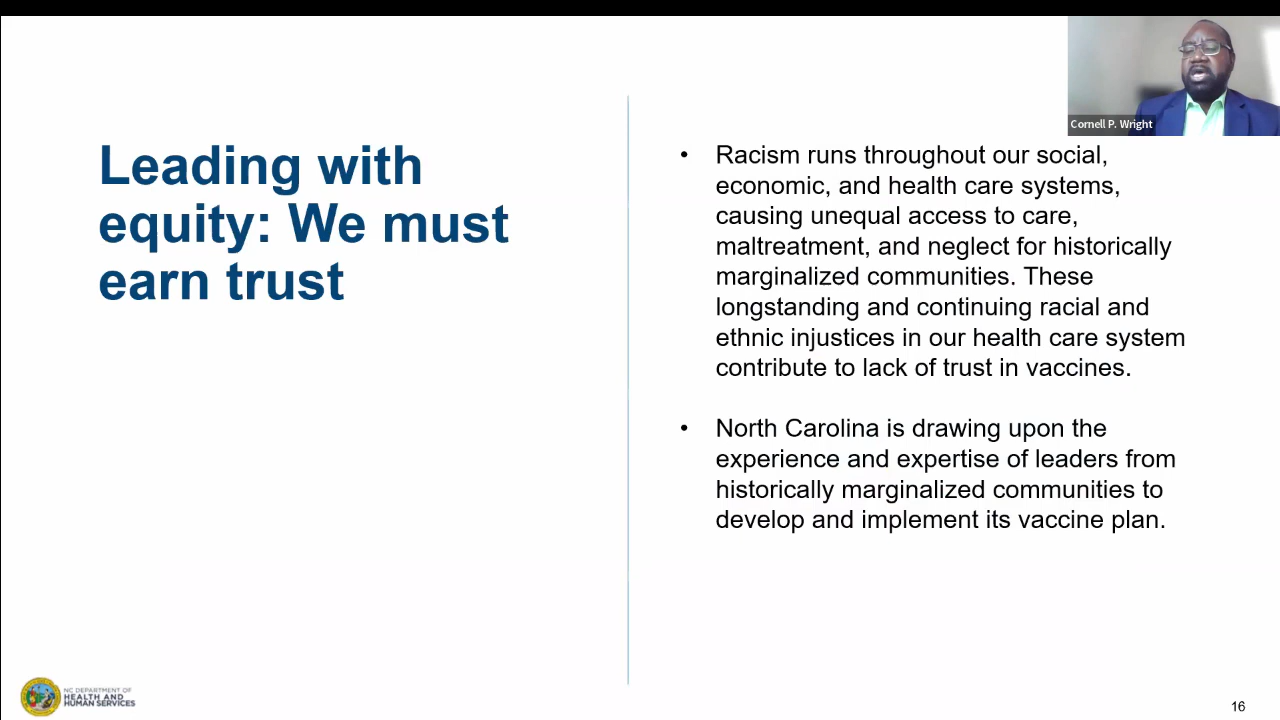 Cornell P. Wright
Leading with
equity: We must
earn trust
• Racism runs throughout our social,
economic, and health care systems,
causing unequal access to care,
maltreatment, and neglect for historically
marginalized communities. These
longstanding and continuing racial and
ethnic injustices in our health care system
contribute to lack of trust in vaccines.
• North Carolina is drawing upon the
experience and expertise of leaders from
historically marginalized communities to
develop and implement its vaccine plan.
NC DEPARTMENT OF
HEALTH AND
HUMAN SERVICES
16